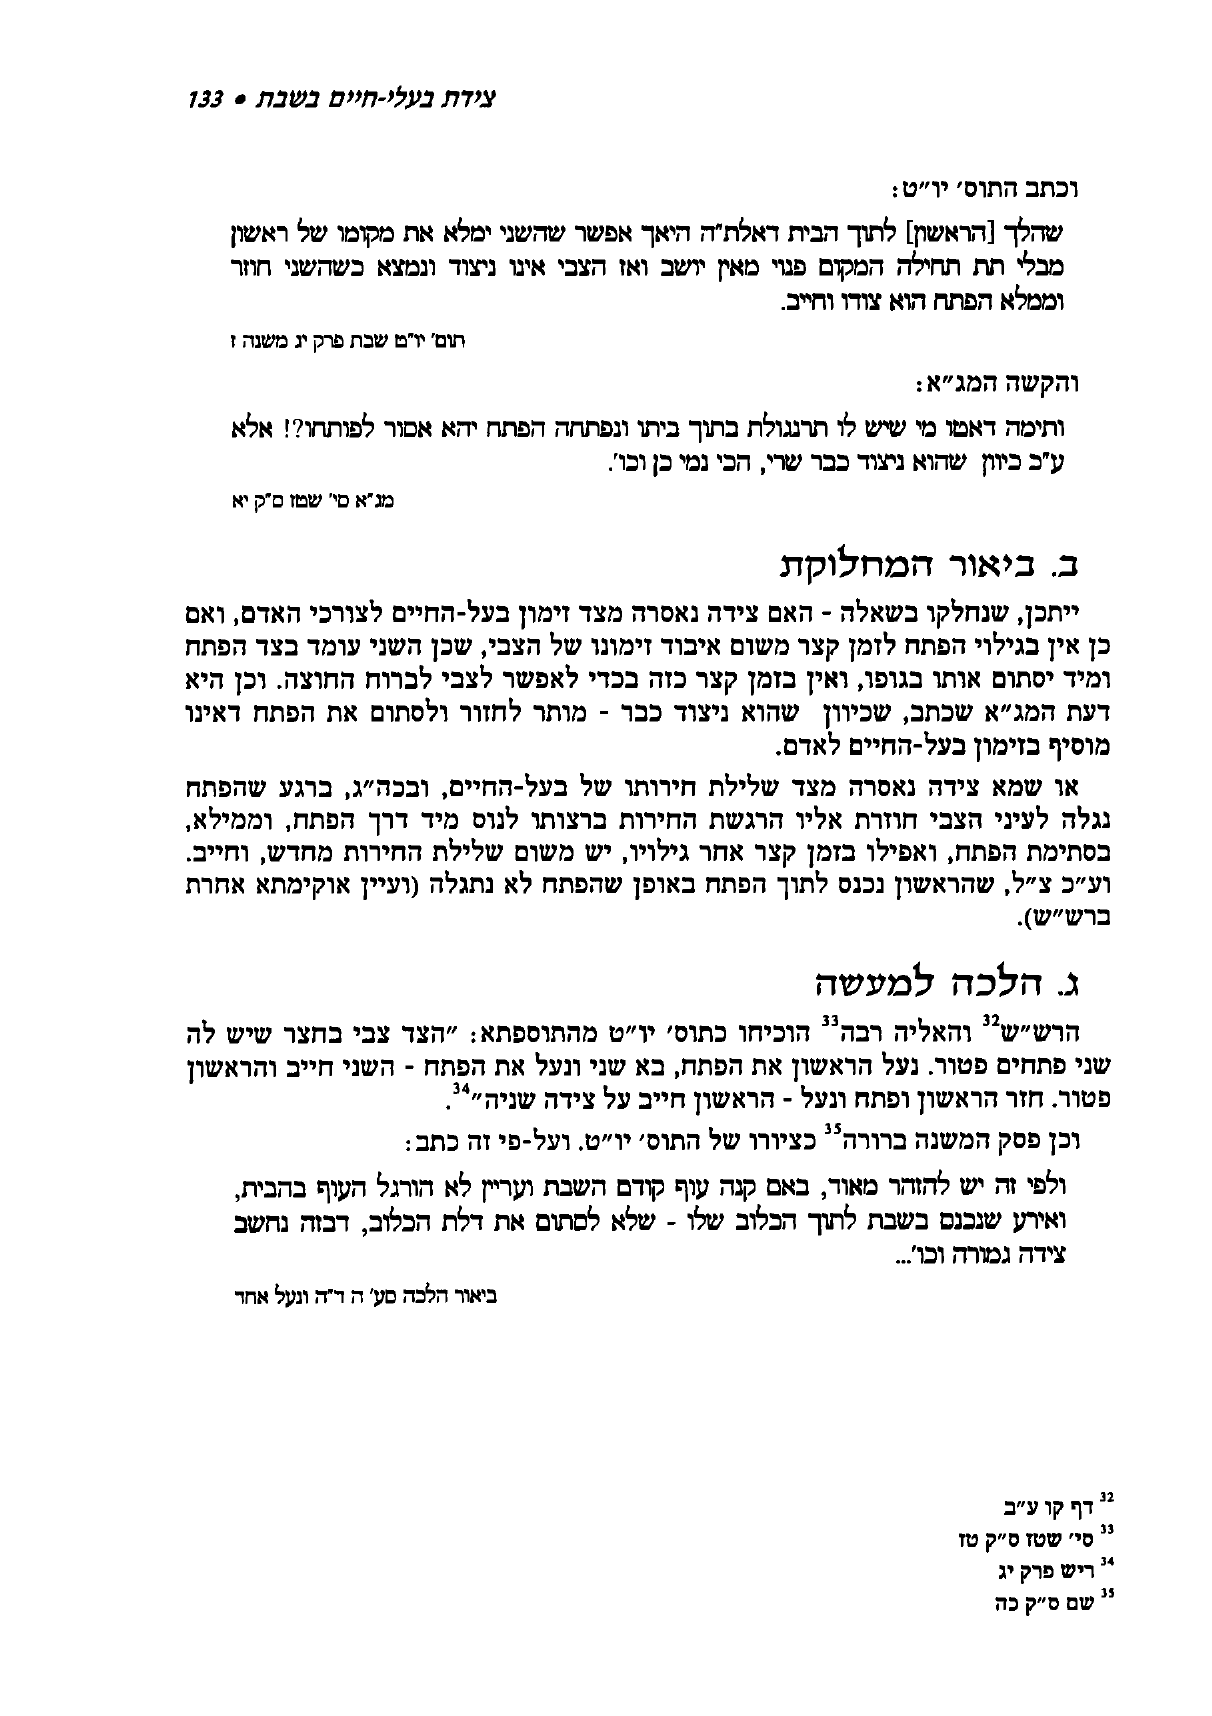 צידת בעלי-חיים בשבת • 133
וכתב התוס' יו"ט:
שהלך [הראשון] לתוך הבית דאלת"ה היאך אפשר שהשני ימלא את מקומו של ראשון
מבלי תת תחילה המקום פנוי מאין יושב ואז הצבי אינו ניצוד ונמצא כשהשני חוזר
וממלא הפתח הוא צודו וחייב.
תוס' יו"ט שבת פרק יג משנה ז
והקשה המג"א:
ותימה דאטו מי שיש לו תרנגולת בתוך ביתו ונפתחה הפתח יהא אסור לפותחו?! אלא
ע"כ כיוון שהוא ניצוד כבר שרי, הכי נמי כן וכו'.
מג"א סי' שטז ס"ק יא
ב. ביאור המחלוקת
ייתכן, שנחלקו בשאלה - האם צידה נאסרה מצד זימון בעל-החיים לצורכי האדם, ואם
כן אין בגילוי הפתח לזמן קצר משום איבוד זימונו של הצבי, שכן השני עומד בצד הפתח
ומיד יסתום אותו בגופו, ואין בזמן קצר כזה בכדי לאפשר לצבי לברוח החוצה. וכן היא
דעת המג"א שכתב, שכיוון שהוא ניצוד כבר - מותר לחזור ולסתום את הפתח דאינו
מוסיף בזימון בעל-החיים לאדם.
או שמא צידה נאסרה מצד שלילת חירותו של בעל-החיים, ובכה"ג, ברגע שהפתח
נגלה לעיני הצבי חוזרת אליו הרגשת החירות ברצותו לנוס מיד דרך הפתח, וממילא,
בסתימת הפתח, ואפילו בזמן קצר אחר גילויו, יש משום שלילת החירות מחדש, וחייב.
וע"כ צ"ל, שהראשון נכנס לתוך הפתח באופן שהפתח לא נתגלה (ועיין אוקימתא אחרת
ברש"ש).
ג. הלכה למעשה
הרש"ש32 והאליה רבה33 הוכיחו כתוס' יו"ט מהתוספתא: "הצד צבי בחצר שיש לה
שני פתחים פטור. נעל הראשון את הפתח, בא שני ונעל את הפתח - השני חייב והראשון
פטור. חזר הראשון ופתח ונעל - הראשון חייב על צידה שניה"34.
וכן פסק המשנה ברורה35 כציורו של התוס' יו"ט. ועל-פי זה כתב:
ולפי זה יש להזהר מאוד, באם קנה עוף קודם השבת ועריין לא הורגל העוף בהבית,
ואירע שנכנס בשבת לתוך הכלוב שלו - שלא לסתום את דלת הכלוב, דבזה נחשב
צידה גמורה וכו'...
ביאור הלכה סע' ה ד"ה ונעל אחד
32 דף קו ע"ב
33 סי' שטז ס"ק טז
34 ריש פרק יג
35 שם ס"ק כה